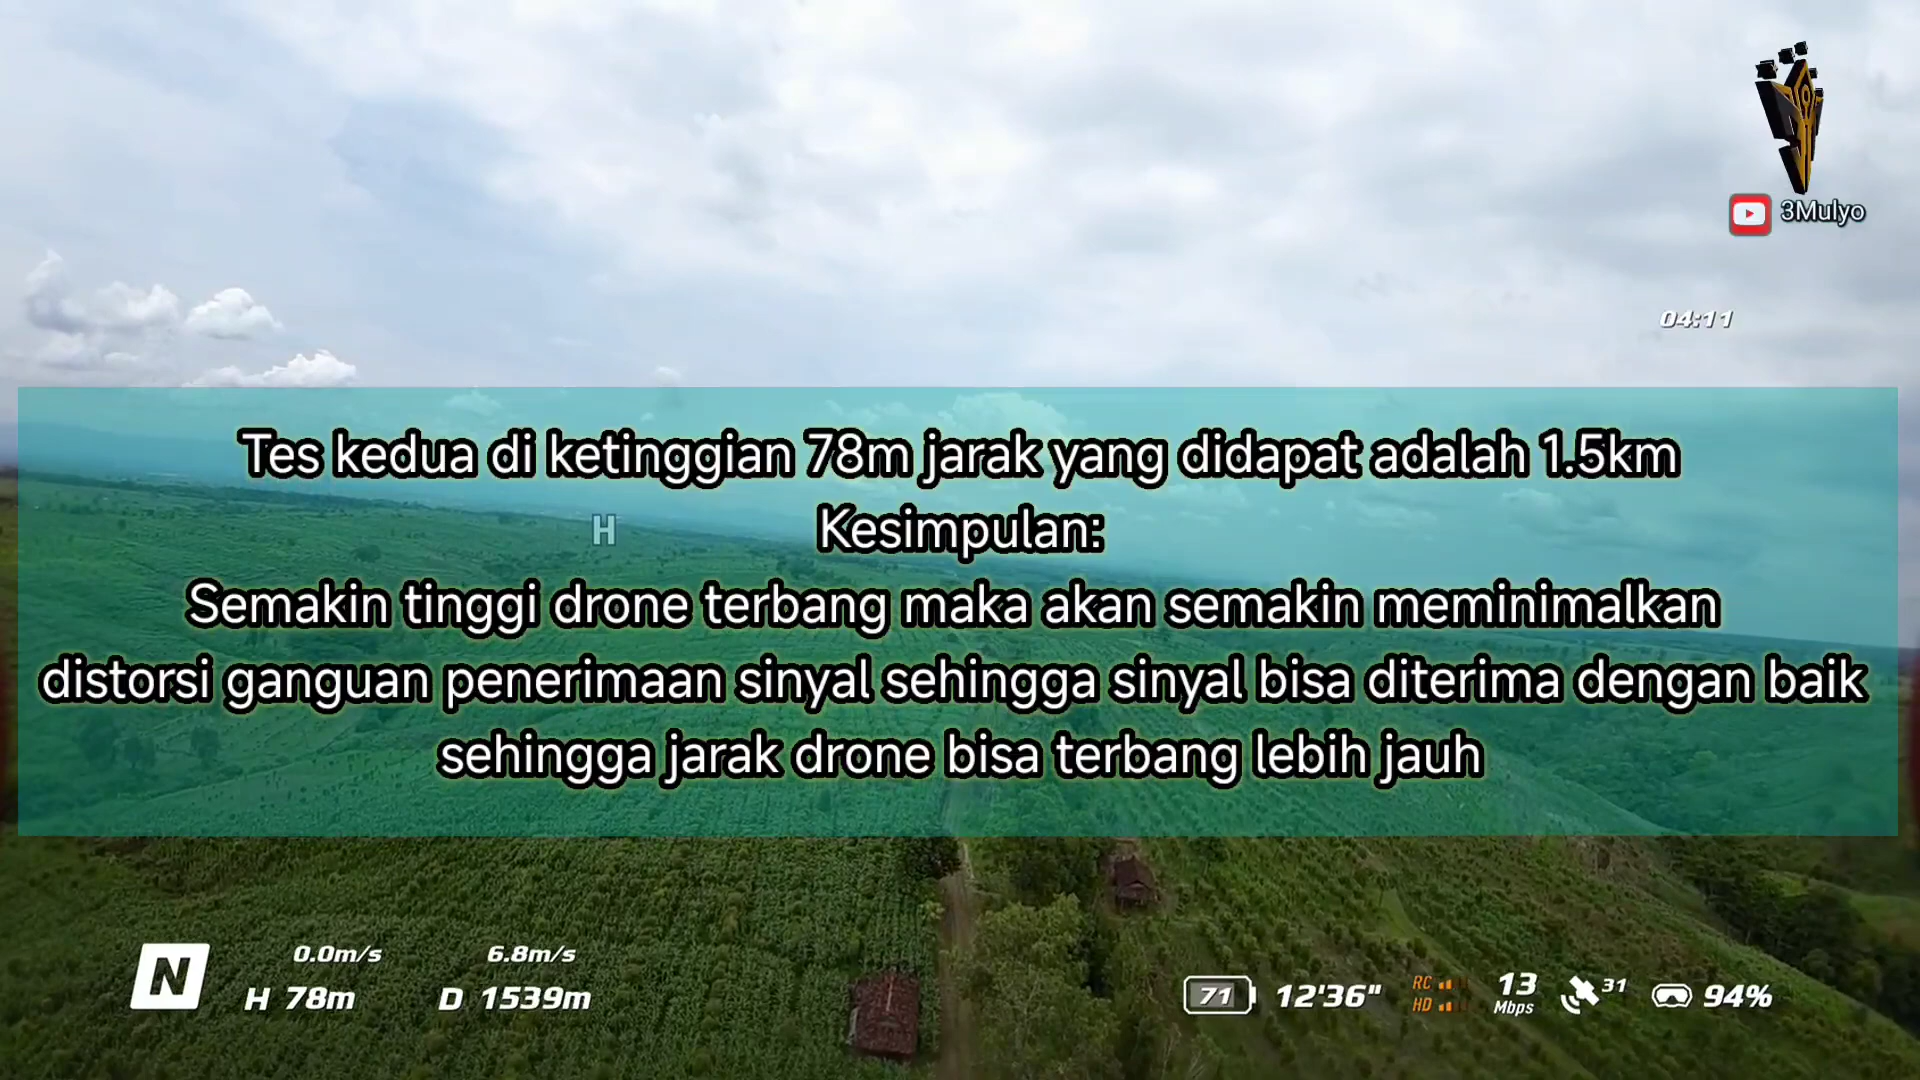 3Mulyo
04:11
Tes kedua di ketinggian 78m jarak yang didapat adalah 1.5km
Kesimpulan:
H
Semakin tinggi drone terbang maka akan semakin meminimalkan
distorsi ganguan penerimaan sinyal sehingga sinyal bisa diterima dengan baik
sehingga jarak drone bisa terbang lebih jauh
N
0.0m/s 6.8m/s
H 78m D 1539m
71 12'36"
RC
HD
13
Mbps
31
94%